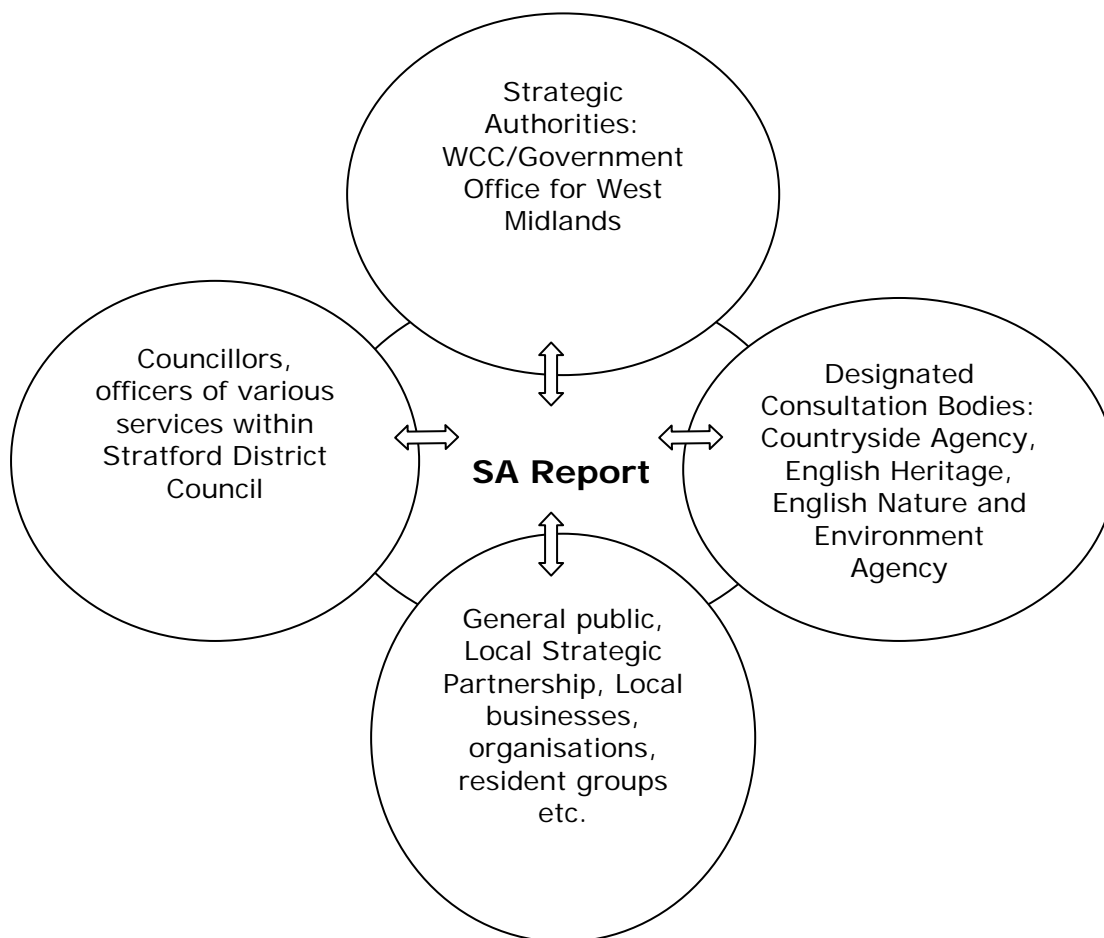 Strategic
Authorities:
WCC/Government
Office for West
Midlands
Councillors,
officers of various
services within
Stratford District
Council
SA Report
Designated
Consultation Bodies:
Countryside Agency,
English Heritage,
English Nature and
Environment
Agency
General public,
Local Strategic
Partnership, Local
businesses,
organisations,
resident groups
etc.